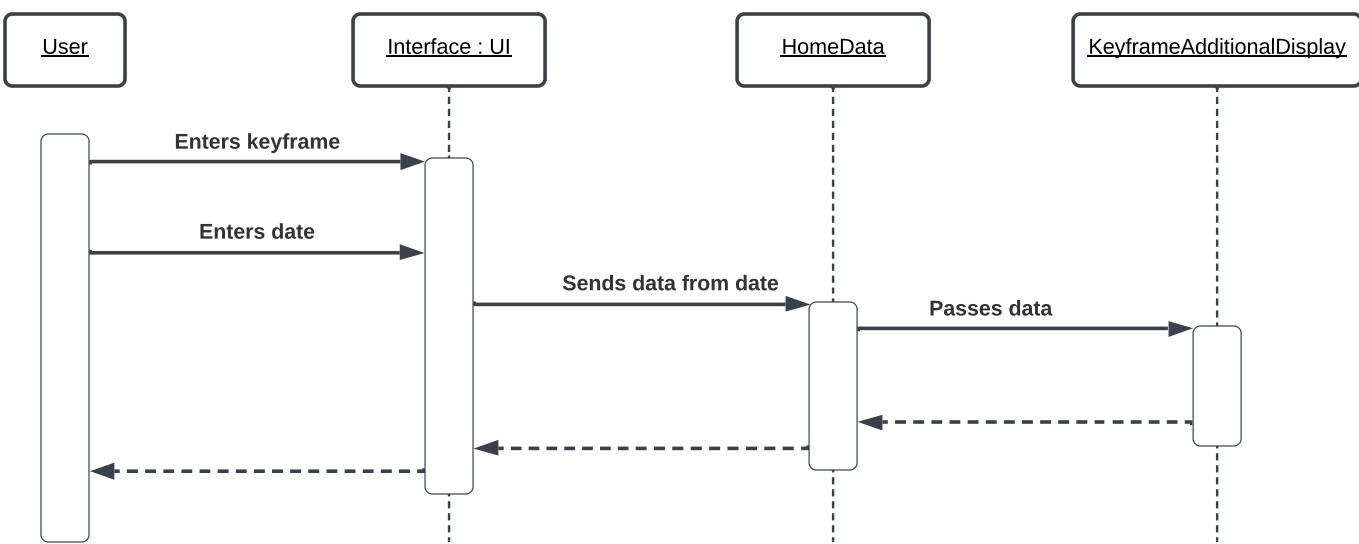 User
Interface : UI
HomeData
KeyframeAdditionalDisplay
Enters keyframe
Enters date
Sends data from date
Passes data